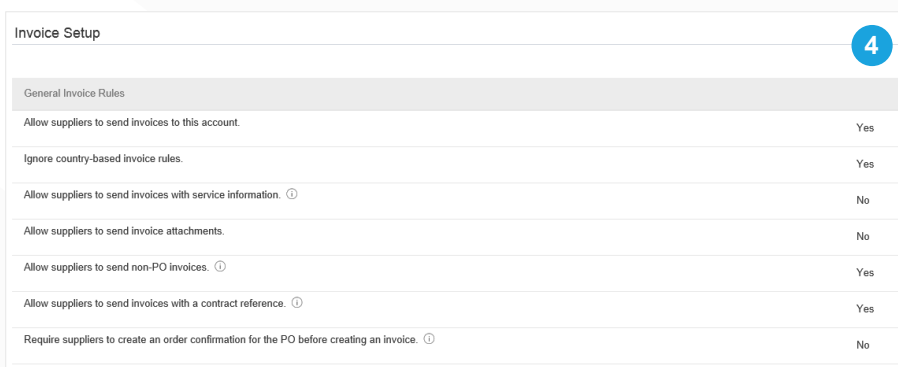 Invoice Setup
4
General Invoice Rules
Allow suppliers to send invoices to this account. Yes
Ignore country-based invoice rules. Yes
Allow suppliers to send invoices with service information. No
Allow suppliers to send invoice attachments. No
Allow suppliers to send non-PO invoices. Yes
Allow suppliers to send invoices with a contract reference. Yes
Require suppliers to create an order confirmation for the PO before creating an invoice. No